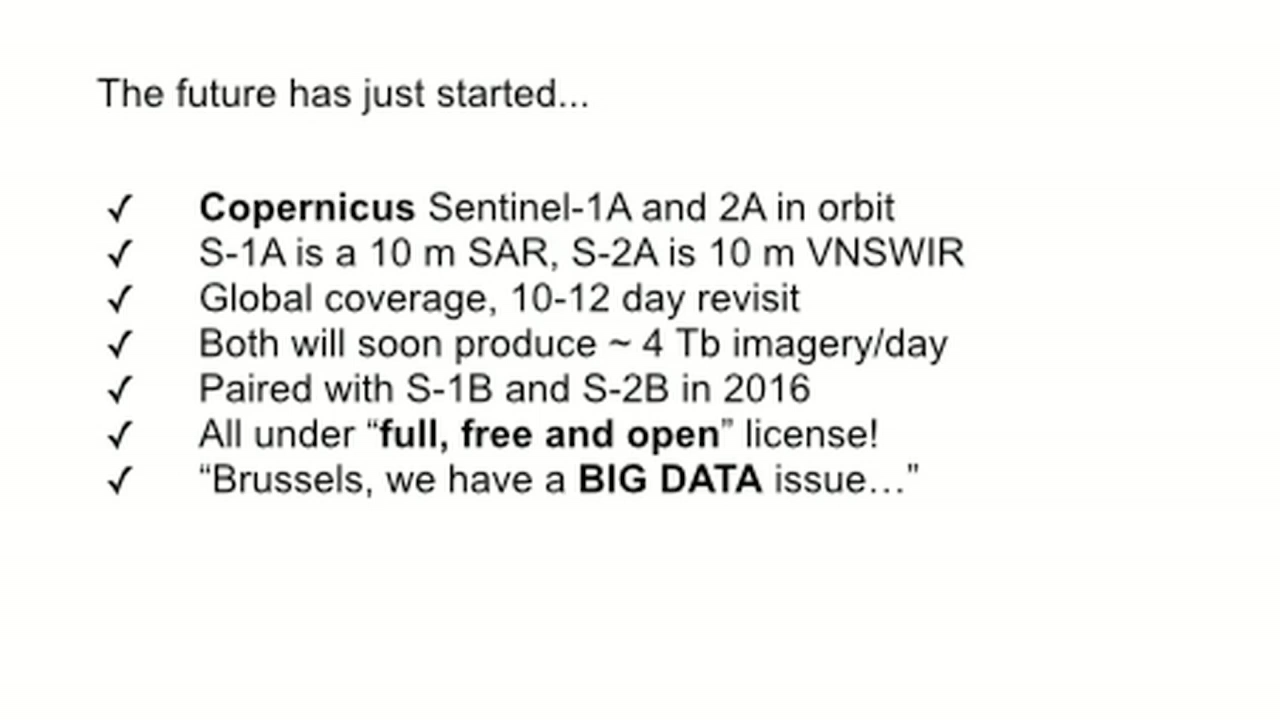 The future has just started...
✓ Copernicus Sentinel-1A and 2A in orbit
✓ S-1A is a 10 m SAR, S-2A is 10 m VNSWIR
✓ Global coverage, 10-12 day revisit
✓ Both will soon produce ~ 4 Tb imagery/day
✓ Paired with S-1B and S-2B in 2016
✓ All under “full, free and open” license!
✓ “Brussels, we have a BIG DATA issue…”